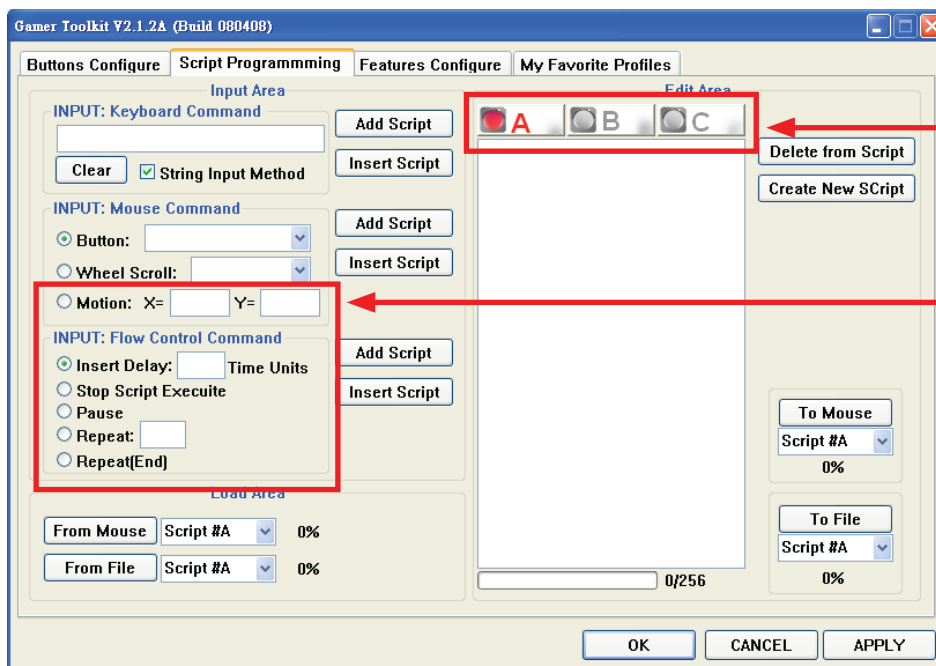 Gamer Toolkit V2.1.2A (Build 080408)
Buttons Configure
Script Programmming
Features Configure
My Favorite Profiles
Input Area
INPUT: Keyboard Command
Add Script
Clear
String Input Method
Insert Script
INPUT: Mouse Command
Button:
Add Script
Wheel Scroll:
Insert Script
Motion: X= Y=
INPUT: Flow Control Command
Insert Delay: Time Units
Add Script
Stop Script Execuite
Insert Script
Pause
Repeat:
Repeat(End)
Load Area
From Mouse Script #A 0%
From File Script #A 0%
Edit Area
A B C
Delete from Script
Create New SCript
To Mouse
Script #A
0%
To File
Script #A
0%
0/256
OK CANCEL APPLY